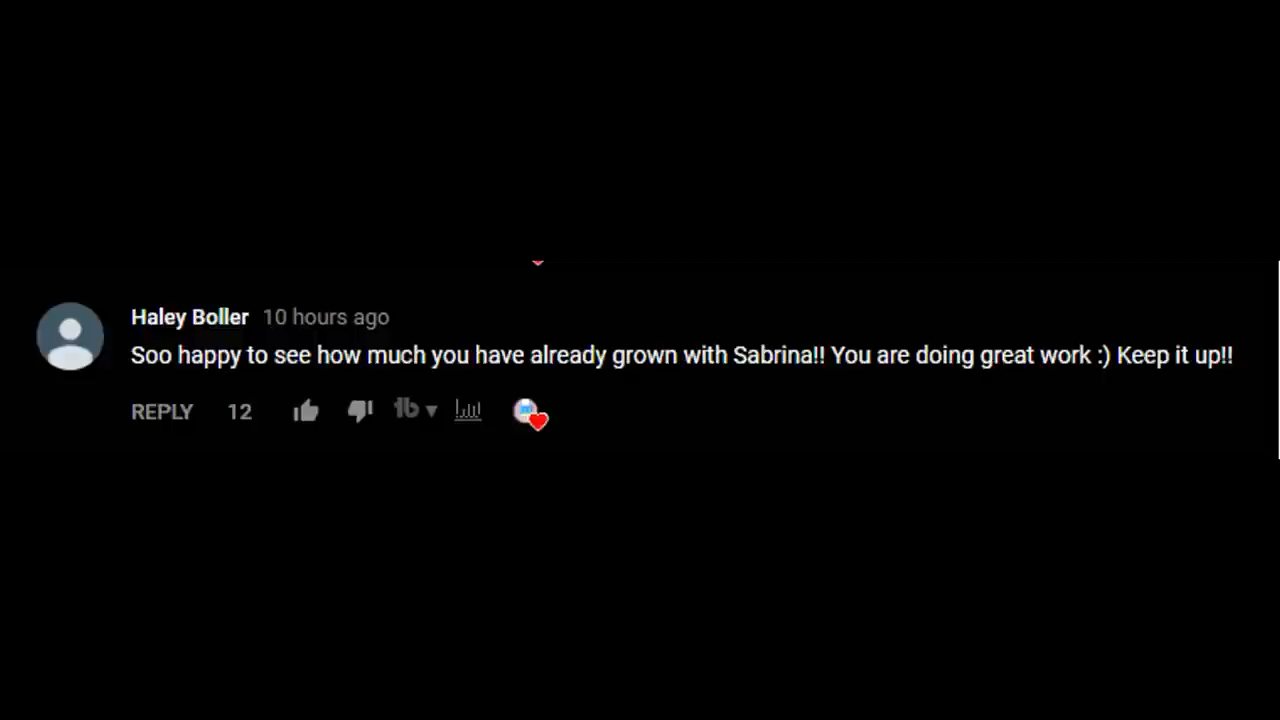 Haley Boller 10 hours ago
Soo happy to see how much you have already grown with Sabrina!! You are doing great work :) Keep it up!!
REPLY 12 tb